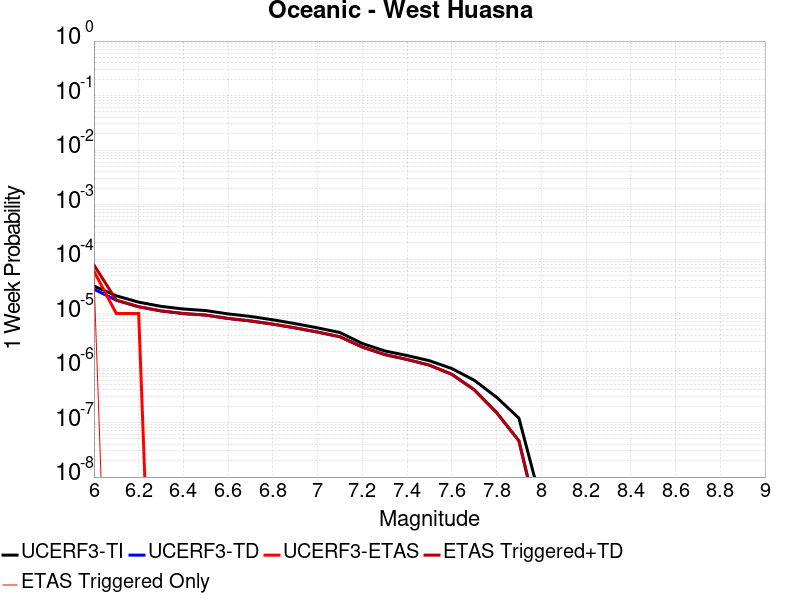 Oceanic - West Huasna
10^0
10^-1
10^-2
10^-3
10^-4
10^-5
10^-6
10^-7
10^-8
1 Week Probability
6 6.2 6.4 6.6 6.8 7 7.2 7.4 7.6 7.8 8 8.2 8.4 8.6 8.8 9
Magnitude
UCERF3-TI UCERF3-TD UCERF3-ETAS ETAS Triggered+TD
ETAS Triggered Only